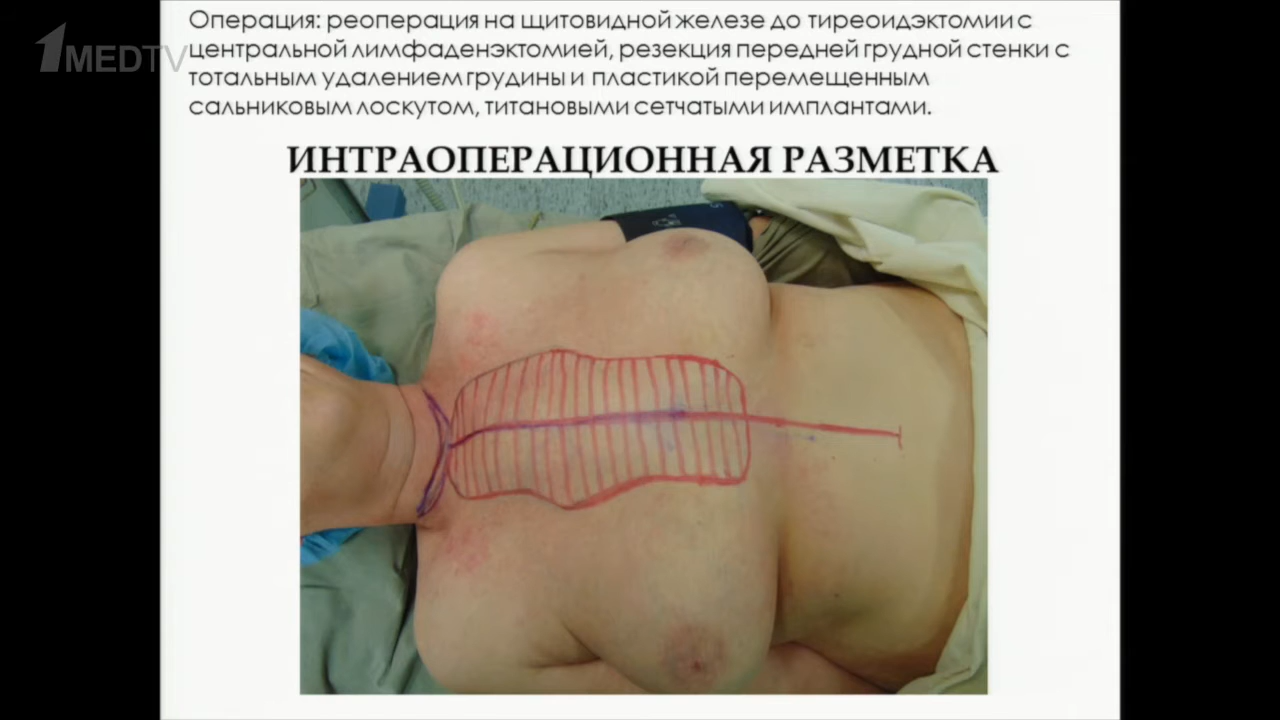 Операция: реоперация на щитовидной железе до тиреоидэктомии с
центральной лимфаденэктомией, резекция передней грудной стенки с
тотальным удалением грудины и пластикой перемещенным
сальниковым лоскутом, титановыми сетчатыми имплантами.
1MEDTV
ИНТРАОПЕРАЦИОННАЯ РАЗМЕТКА